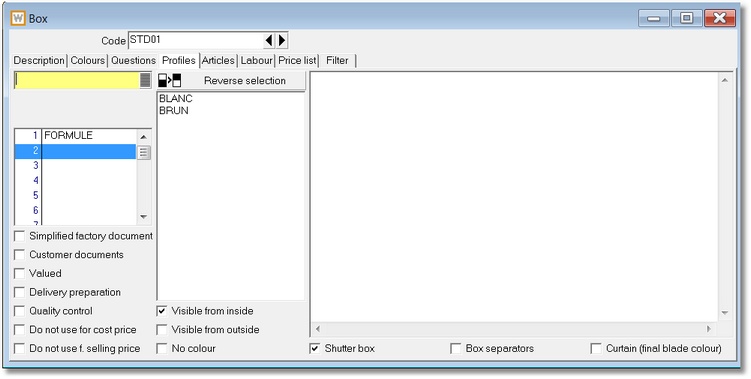 W Box
Code STD01
Description Colours Questions Profiles Articles Labour Price list Filter
Reverse selection
BLANC
BRUN
1 FORMULE
2
3
4
5
6
Simplified factory document
Customer documents
Valued
Delivery preparation
Quality control
Do not use for cost price
Do not use f. selling price
Visible from inside
Visible from outside
No colour
Shutter box
Box separators
Curtain (final blade colour)